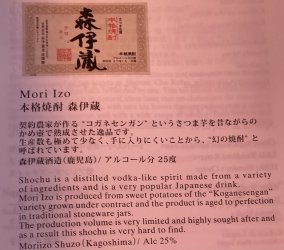 本格焼酎
森伊蔵
Mori Izo
本格焼酎 森伊蔵
契約農家が作る“コガネセンガン”というさつま芋を昔ながらの
かめ壺で熟成させた逸品です。
生産数も極めて少なく、手に入りにくいことから、“幻の焼酎”と
呼ばれています。
森伊蔵酒造(鹿児島)/ アルコール分 25度
Shochu is a distilled vodka-like spirit made from a variety
of ingredients and is a very popular Japanese drink.
Mori Izo is produced from sweet potatoes of the “Koganesengan”
variety grown under contract and the product is aged to perfection
in traditional stoneware jars.
The production volume is very limited and highly sought after and
as a result this shochu is very hard to find.
Moriizo Shuzo (Kagoshima) / Alc 25%